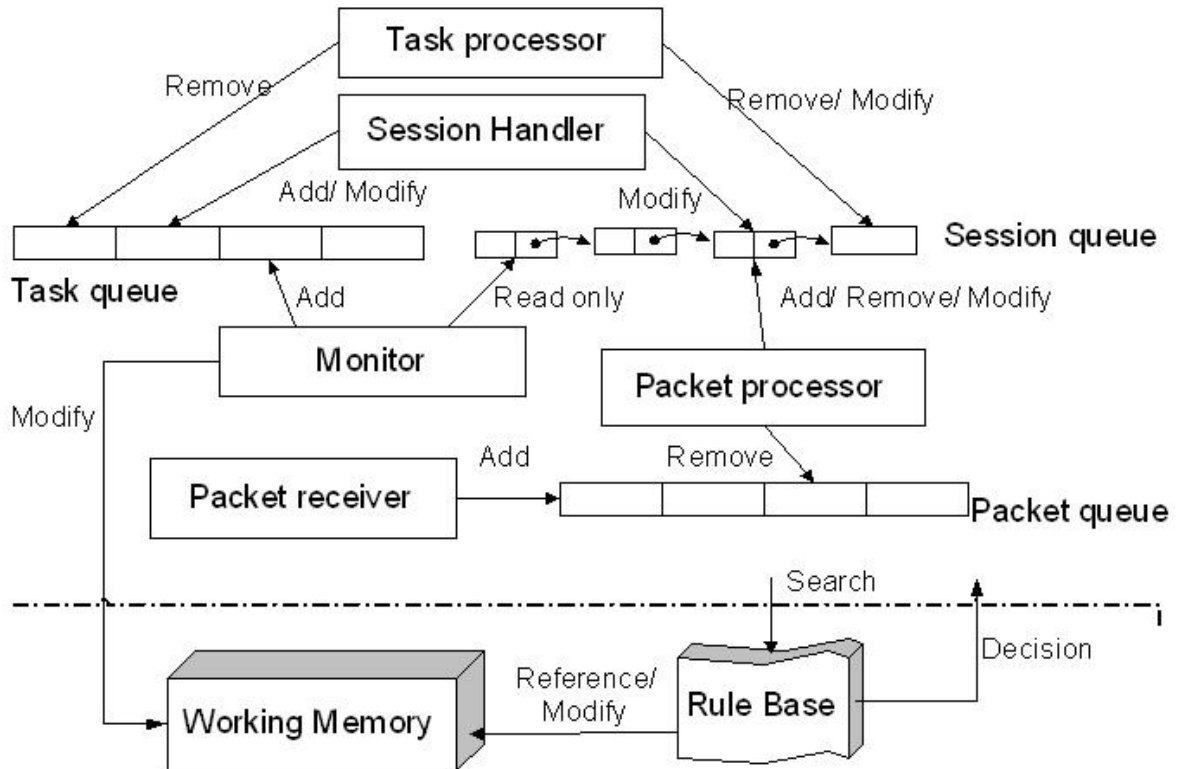 Task processor
Remove
Remove/ Modify
Session Handler
Add/ Modify
Modify
Session queue
Task queue
Add
Read only
Add/ Remove/ Modify
Monitor
Packet processor
Modify
Add
Remove
Packet receiver
Packet queue
Search
Decision
Reference/
Modify
Rule Base
Working Memory